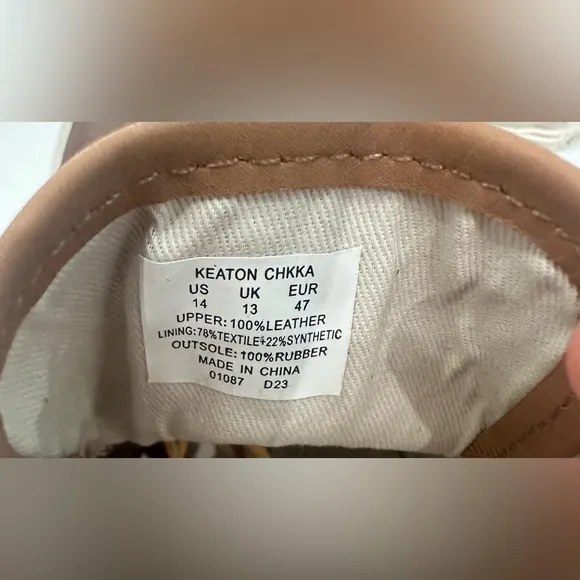 KEATON CHKKA
US UK EUR
14 13 47
UPPER:100%LEATHER
LINING:78%TEXTILE+22%SYNTHETIC
OUTSOLE:100%RUBBER
MADE IN CHINA
01087 D23